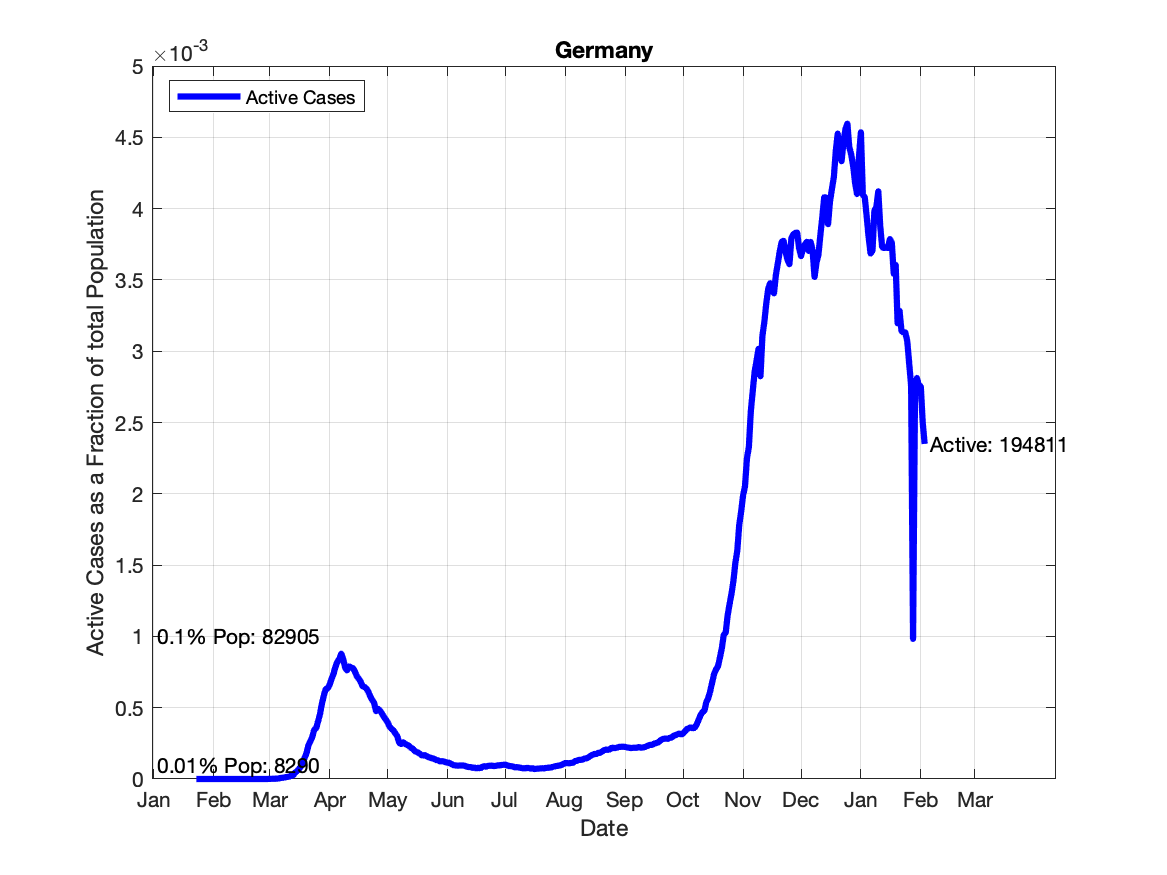 Germany
×10-3
Active Cases
5
4.5
4
3.5
3
2.5
2
1.5
1
0.5
0
Active Cases as a Fraction of total Population
Active: 194811
0.1% Pop: 82905
0.01% Pop: 8290
Jan Feb Mar Apr May Jun Jul Aug Sep Oct Nov Dec Jan Feb Mar
Date